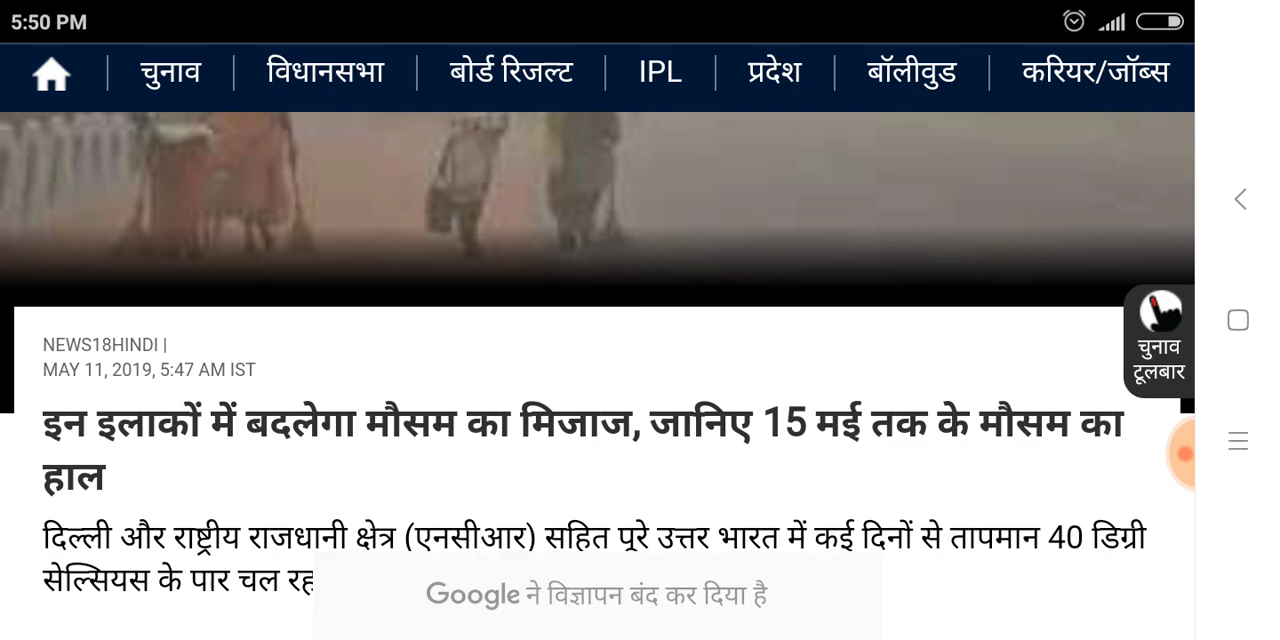 5:50 PM
चुनाव विधानसभा बोर्ड रिजल्ट IPL प्रदेश बॉलीवुड करियर/जॉब्स
चुनाव
टूलबार
NEWS18HINDI |
MAY 11, 2019, 5:47 AM IST
इन इलाकों में बदलेगा मौसम का मिजाज, जानिए 15 मई तक के मौसम का
हाल
दिल्ली और राष्ट्रीय राजधानी क्षेत्र (एनसीआर) सहित पूरे उत्तर भारत में कई दिनों से तापमान 40 डिग्री
सेल्सियस के पार चल रह
Google ने विज्ञापन बंद कर दिया है